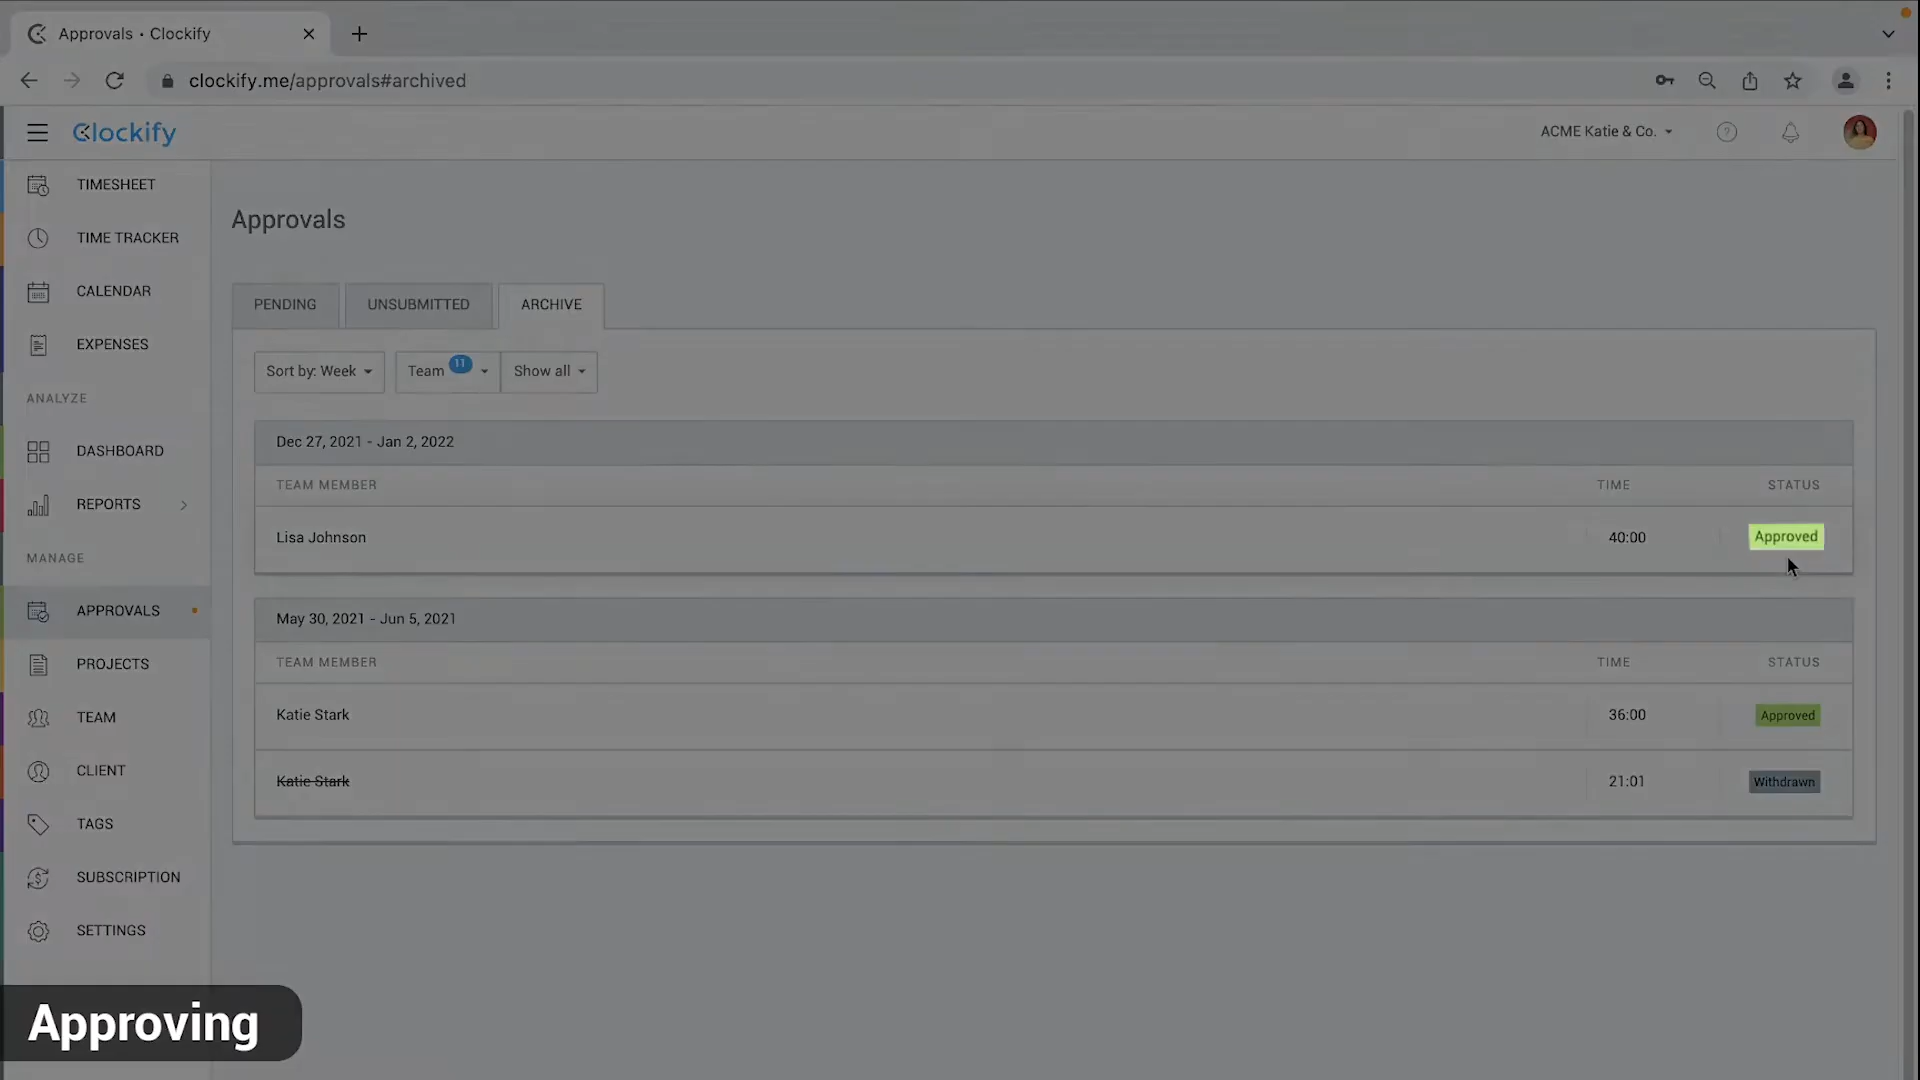 Approvals • Clockify
clockify.me/approvals#archived
Clockify
ACME Katie & Co.
?
TIMESHEET
TIME TRACKER
CALENDAR
EXPENSES
ANALYZE
DASHBOARD
REPORTS
MANAGE
APPROVALS
PROJECTS
TEAM
CLIENT
TAGS
SUBSCRIPTION
SETTINGS
Approvals
PENDING
UNSUBMITTED
ARCHIVE
Sort by: Week
Team 11
Show all
Dec 27, 2021 - Jan 2, 2022
TEAM MEMBER TIME STATUS
Lisa Johnson 40:00 Approved
May 30, 2021 - Jun 5, 2021
TEAM MEMBER TIME STATUS
Katie Stark 36:00 Approved
Katie Stark 21:01 Withdrawn
Approving